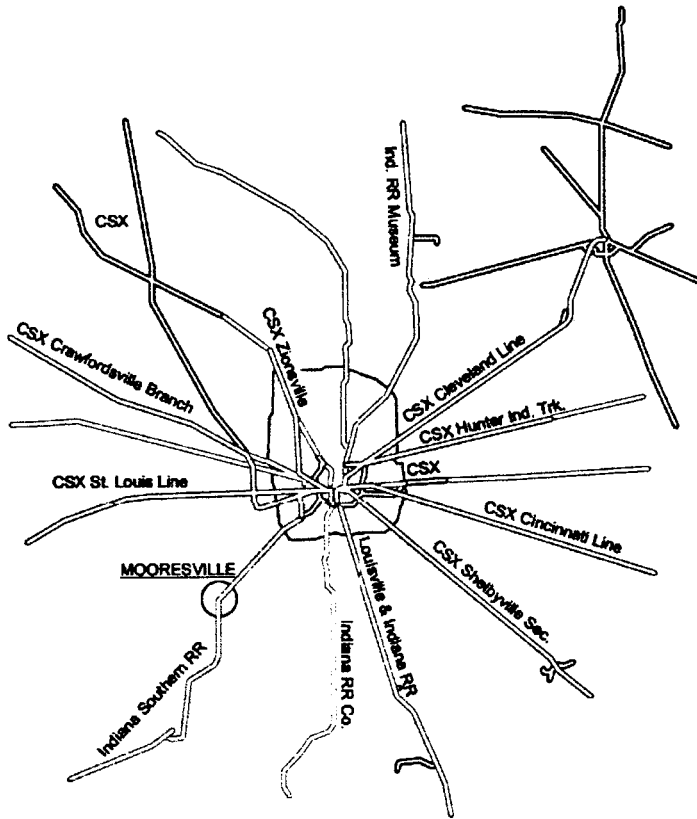 Ind. RR Museum
CSX
CSX Zionsville
CSX Crawfordsville Branch
CSX Cleveland Line
CSX Hunter Ind. Trk.
CSX
CSX St. Louis Line
CSX Cincinnati Line
MOORESVILLE
CSX Shelbyville Sec.
Louisville & Indiana RR
Indiana RR Co.
Indiana Southern RR